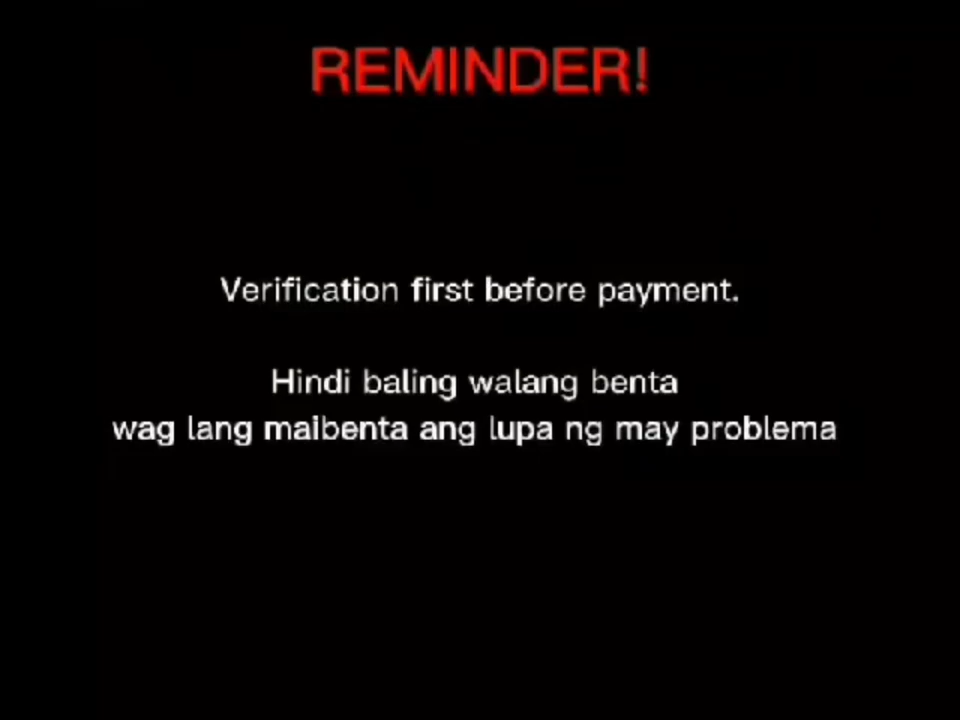 REMINDER!
Verification first before payment.
Hindi baling walang benta
wag lang maibenta ang lupa ng may problema